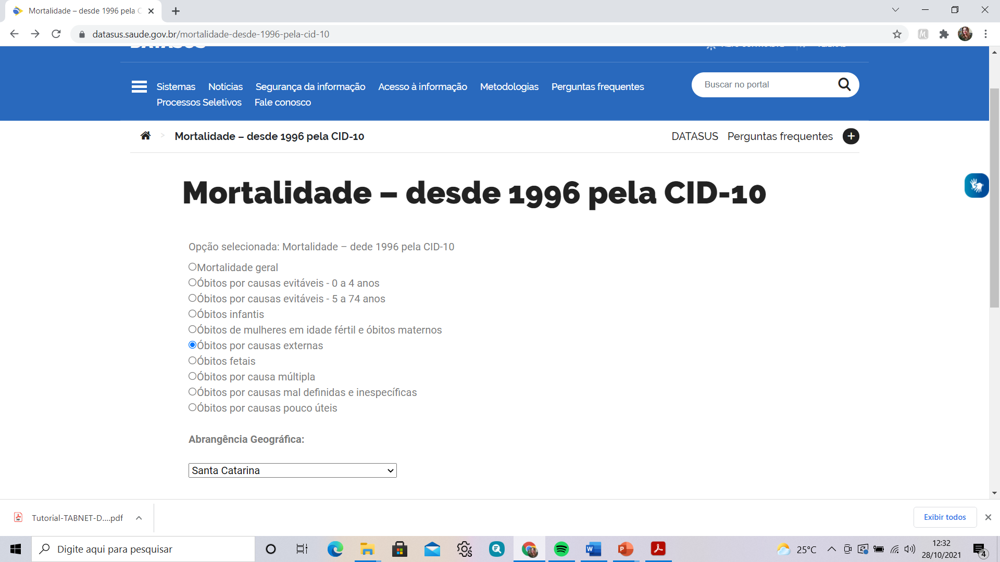 Mortalidade – desde 1996 pela C
datasus.saude.gov.br/mortalidade-desde-1996-pela-cid-10
DATASUS
Sistemas Notícias Segurança da informação Acesso à informação Metodologias Perguntas frequentes
Processos Seletivos Fale conosco
Buscar no portal
> Mortalidade – desde 1996 pela CID-10
DATASUS Perguntas frequentes
Mortalidade – desde 1996 pela CID-10
Opção selecionada: Mortalidade – dede 1996 pela CID-10
Mortalidade geral
Óbitos por causas evitáveis - 0 a 4 anos
Óbitos por causas evitáveis - 5 a 74 anos
Óbitos infantis
Óbitos de mulheres em idade fértil e óbitos maternos
Óbitos por causas externas
Óbitos fetais
Óbitos por causa múltipla
Óbitos por causas mal definidas e inespecíficas
Óbitos por causas pouco úteis
Abrangência Geográfica:
Santa Catarina
Tutorial-TABNET-D....pdf
Exibir todos
Digite aqui para pesquisar
25°C
12:32
28/10/2021
4